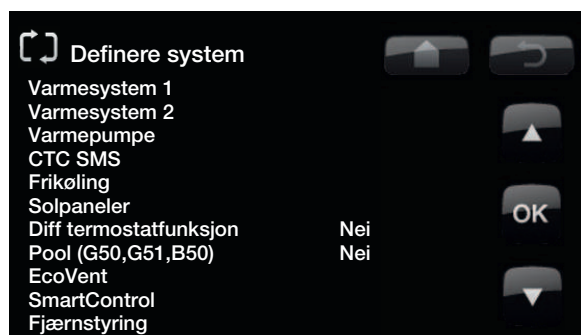 Definere system
Varmesystem 1
Varmesystem 2
Varmepumpe
CTC SMS
Frikøling
Solpaneler
Diff termostatfunksjon Nei
Pool (G50,G51,B50) Nei
EcoVent
SmartControl
Fjærnstyring
OK